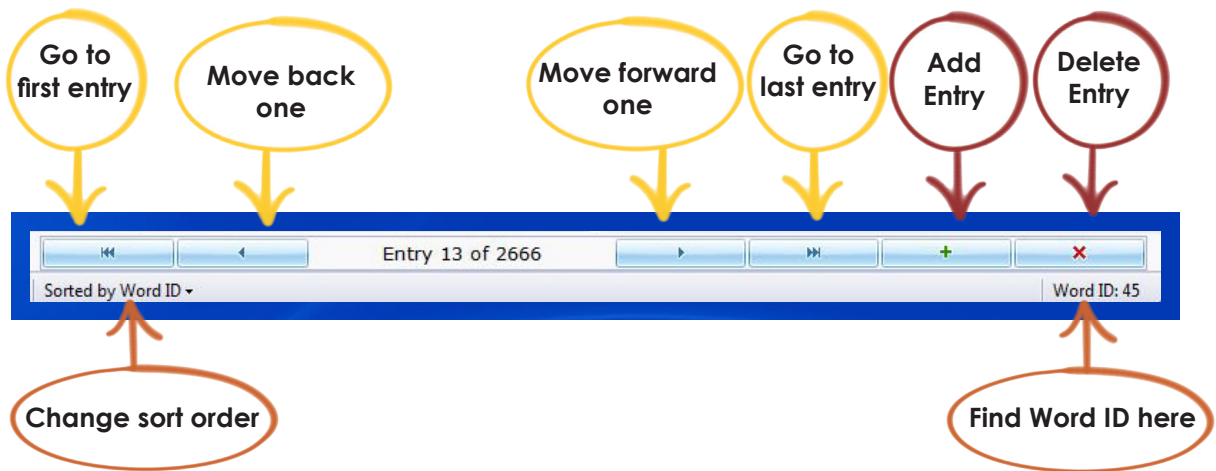 Go to
first entry
Move back
one
Move forward
one
Go to
last entry
Add
Entry
Delete
Entry
Entry 13 of 2666
Sorted by Word ID
Word ID: 45
Change sort order
Find Word ID here